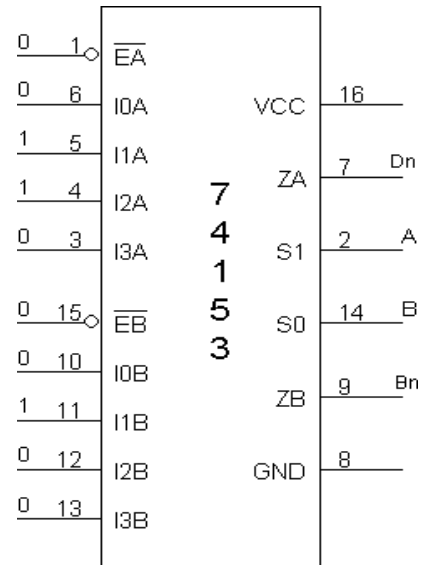 0 1 EA
0 6 I0A VCC 16
1 5 I1A ZA 7 Dn
1 4 I2A
0 3 I3A S1 2 A
74153
0 15 EB S0 14 B
0 10 I0B
1 11 I1B ZB 9 Bn
0 12 I2B GND 8
0 13 I3B